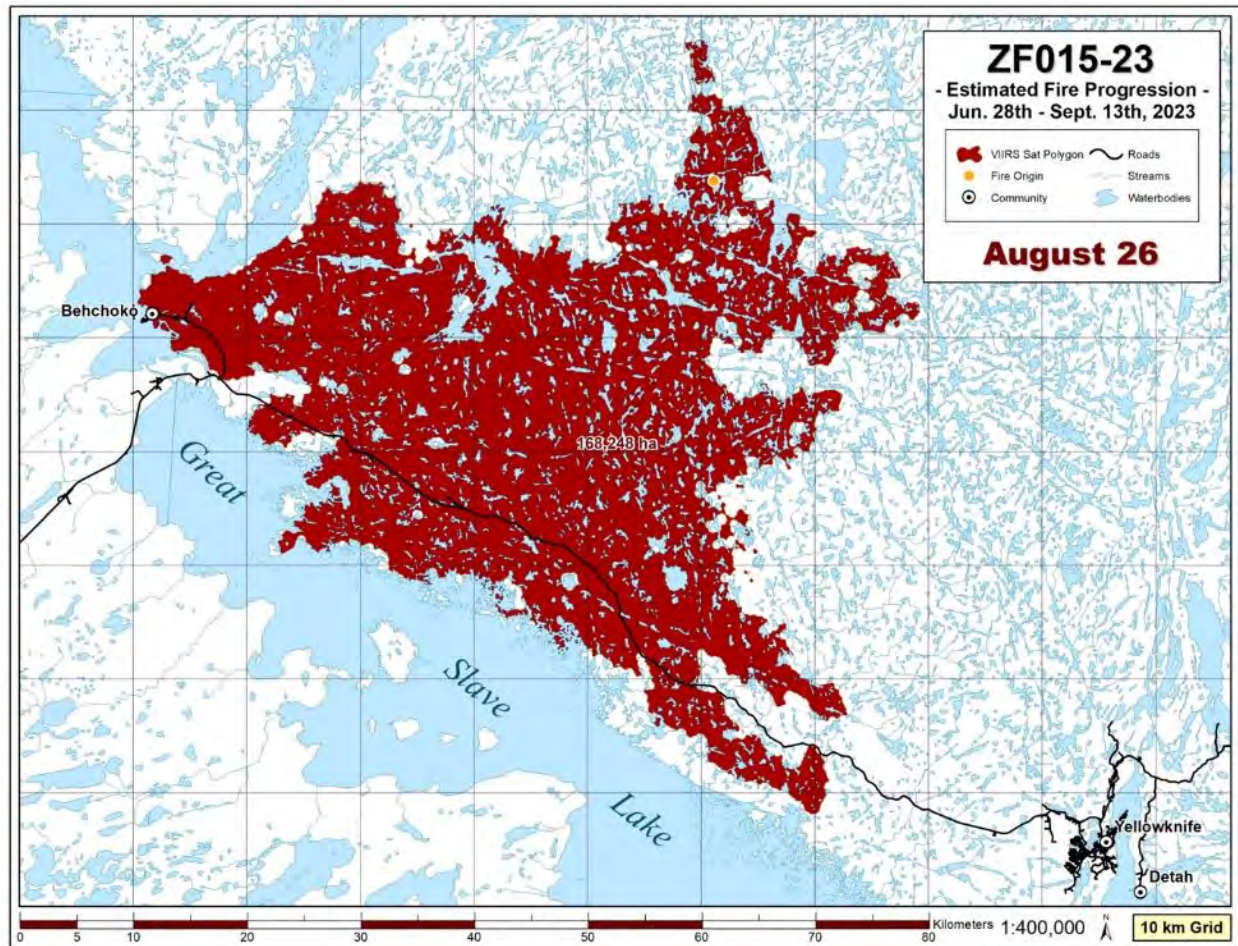 ZF015-23
- Estimated Fire Progression -
Jun. 28th - Sept. 13th, 2023
VIIRS Sat Polygon
Roads
Fire Origin
Streams
Community
Waterbodies
August 26
Behchoko
168,248 ha
Great
Slave
Lake
Yellowknife
Detah
0 10 20 30 40 50 60 70 80
Kilometers 1:400,000
N
10 km Grid